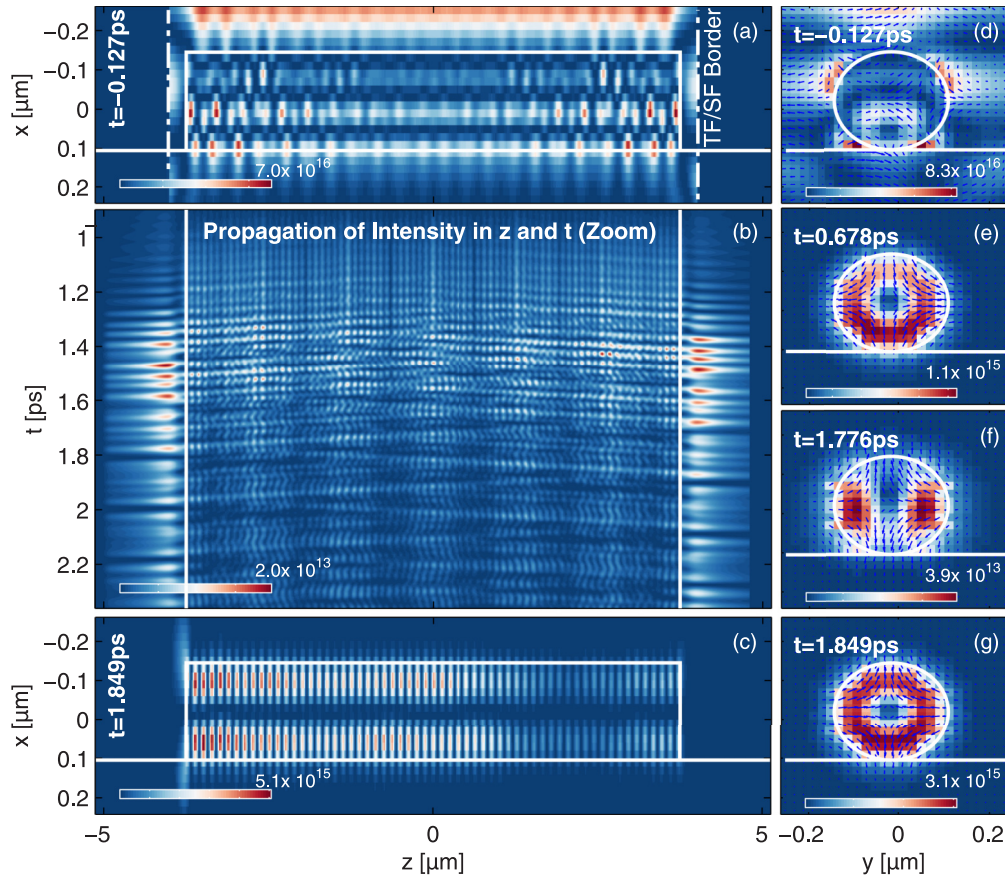 (a)
t=−0.127ps
TF/SF Border
x [μm]
−0.2
−0.1
0
0.1
0.2
7.0x 10^16
(d)
t=−0.127ps
8.3x 10^16
Propagation of Intensity in z and t (Zoom)
(b)
t [ps]
1
1.2
1.4
1.6
1.8
2
2.2
2.0x 10^13
(e)
t=0.678ps
1.1x 10^15
(f)
t=1.776ps
3.9x 10^13
(c)
t=1.849ps
x [μm]
−0.2
−0.1
0
0.1
0.2
5.1x 10^15
−5
0
5
z [μm]
(g)
t=1.849ps
3.1x 10^15
−0.2
0
0.2
y [μm]